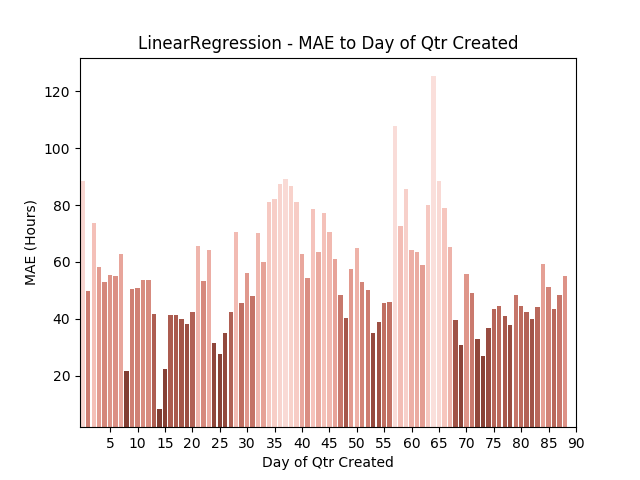 LinearRegression - MAE to Day of Qtr Created
120
100
80
60
40
20
MAE (Hours)
5 10 15 20 25 30 35 40 45 50 55 60 65 70 75 80 85 90
Day of Qtr Created